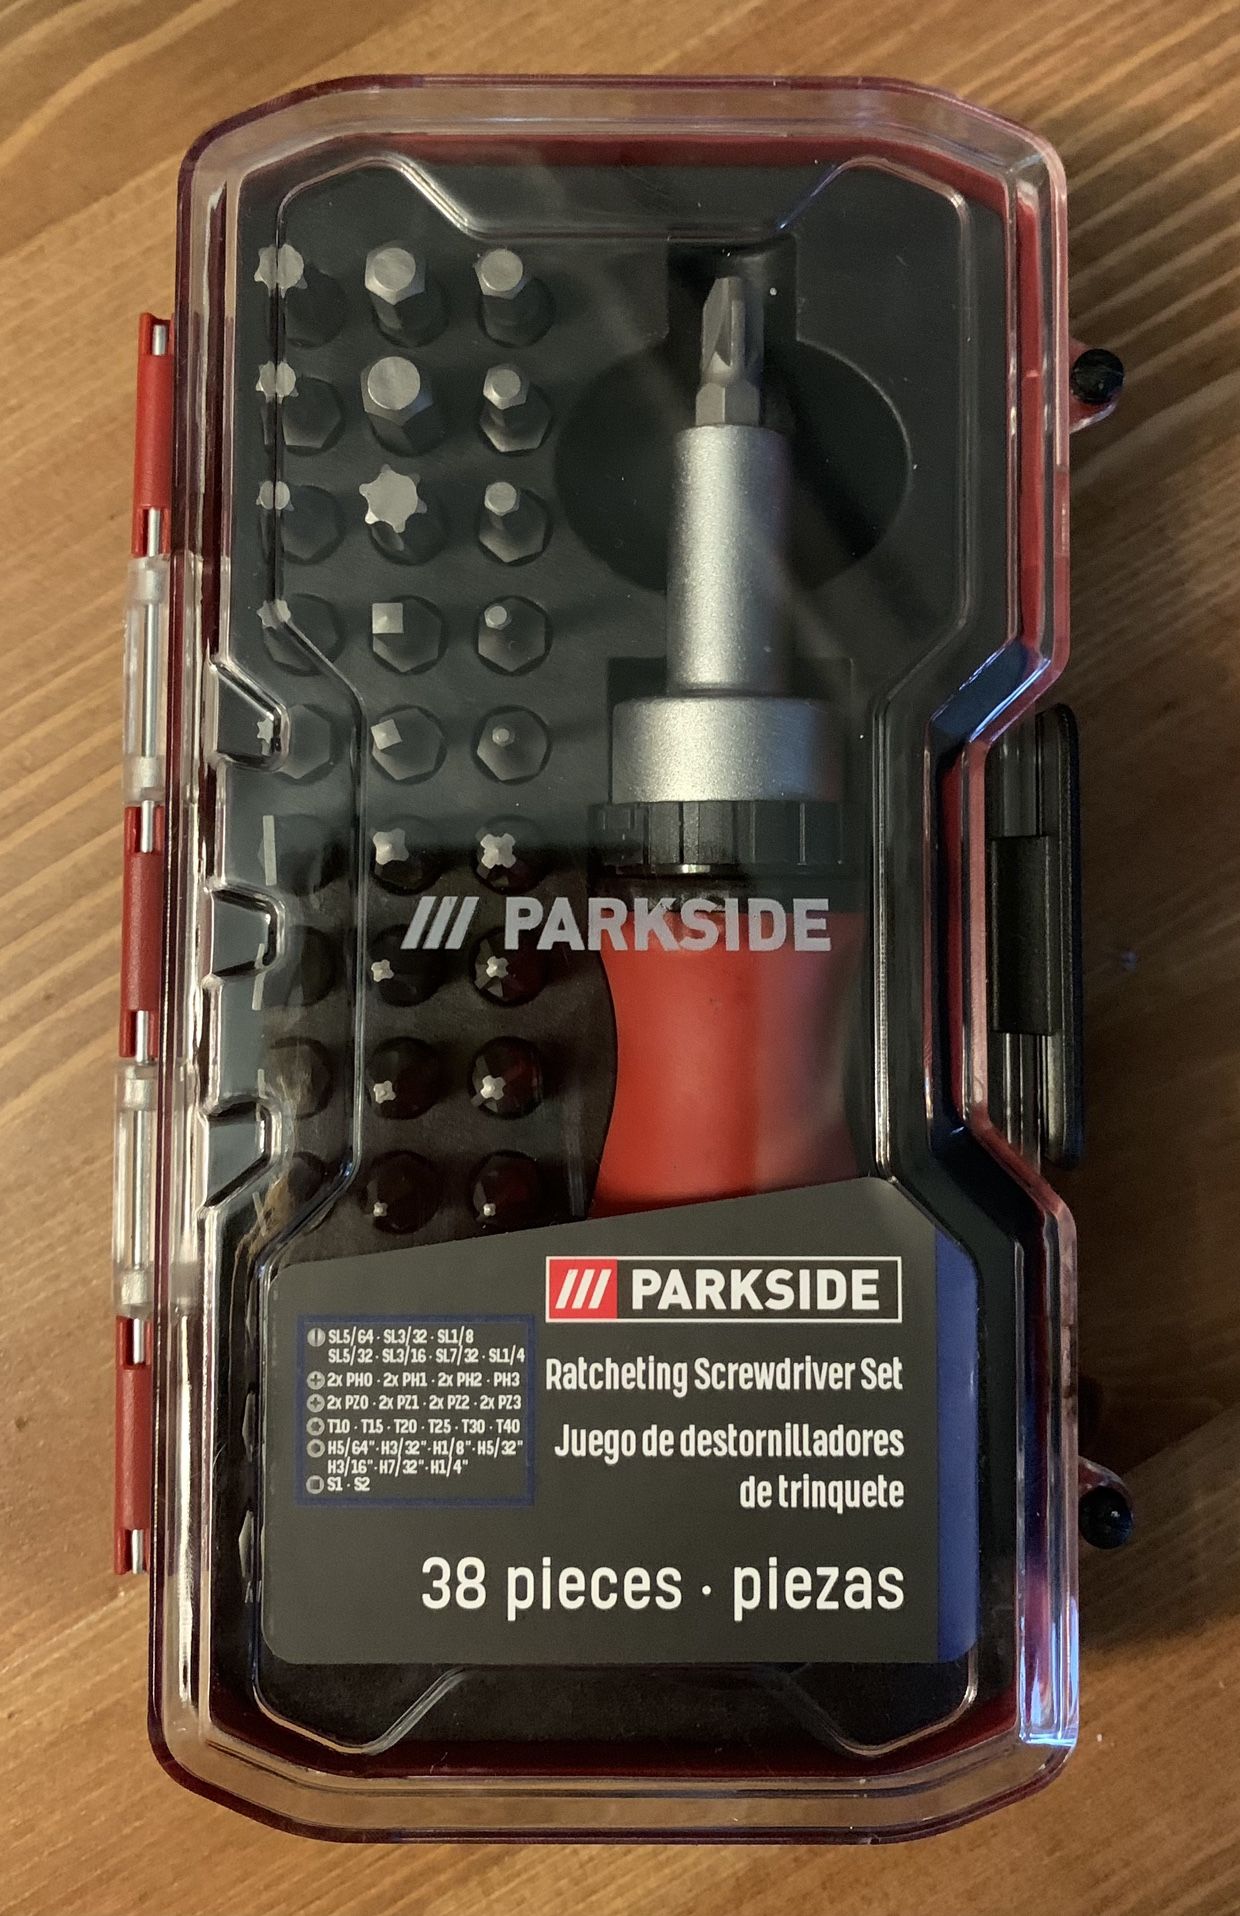 /// PARKSIDE
/// PARKSIDE
SL5/64 · SL3/32 · SL1/8
SL5/32 · SL3/16 · SL7/32 · SL1/4
2x PH0 · 2x PH1 · 2x PH2 · PH3
2x PZ0 · 2x PZ1 · 2x PZ2 · 2x PZ3
T10 · T15 · T20 · T25 · T30 · T40
H5/64" · H3/32" · H1/8" · H5/32"
H3/16" · H7/32" · H1/4"
S1 · S2
Ratcheting Screwdriver Set
Juego de destornilladores
de trinquete
38 pieces · piezas